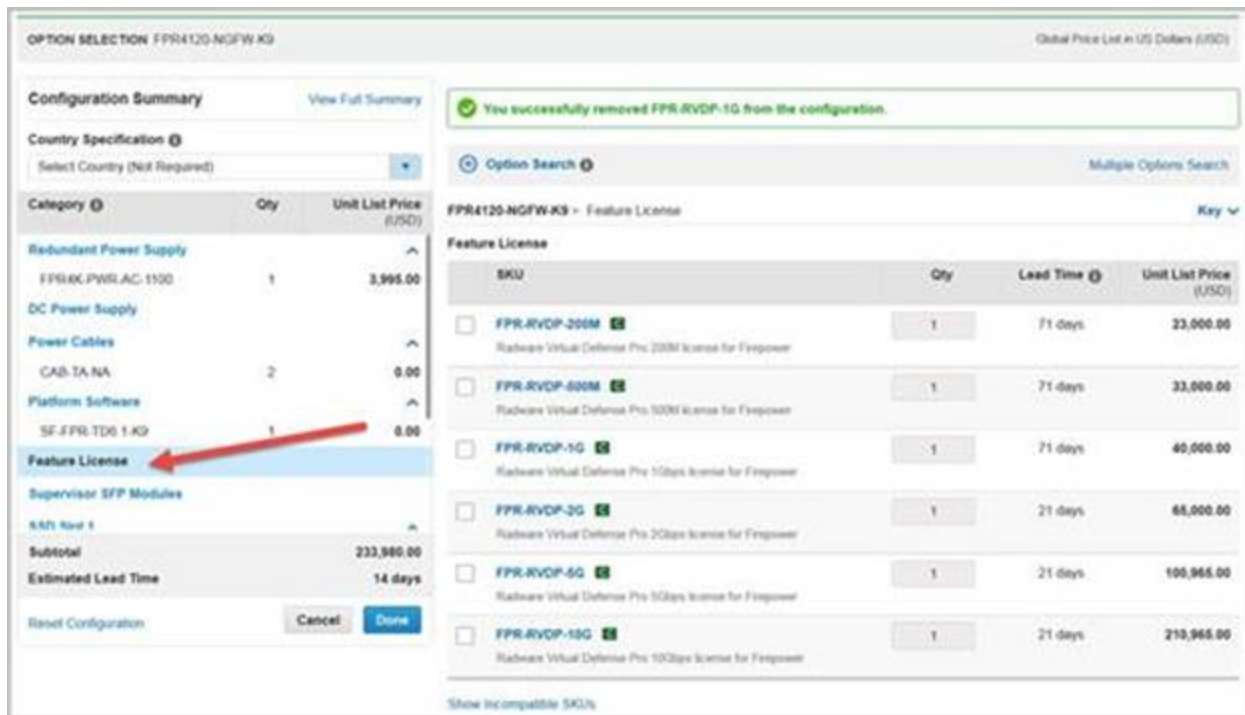 OPTION SELECTION FPR4120-NGFW-K9
Global Price List in US Dollars (USD)
Configuration Summary
View Full Summary
Country Specification
Select Country (Not Required)
Category Qty Unit List Price
(USD)
Redundant Power Supply
FPR4K-PWR-AC-1100 1 3,995.00
DC Power Supply
Power Cables
CAB-TA-NA 2 0.00
Platform Software
SF-FPR-TD6.1-K9 1 0.00
Feature License
Supervisor SFP Modules
SSD Slot 1
Subtotal 233,980.00
Estimated Lead Time 14 days
Reset Configuration
Cancel
Done
You successfully removed FPR-RVDP-1G from the configuration.
Option Search
Multiple Options Search
FPR4120-NGFW-K9 > Feature License
Key
Feature License
SKU Qty Lead Time Unit List Price
(USD)
FPR-RVDP-200M C 1 71 days 23,000.00
Radware Virtual Defense Pro 200M license for Firepower
FPR-RVDP-500M C 1 71 days 33,000.00
Radware Virtual Defense Pro 500M license for Firepower
FPR-RVDP-1G C 1 71 days 40,000.00
Radware Virtual Defense Pro 1Gbps license for Firepower
FPR-RVDP-2G C 1 21 days 65,000.00
Radware Virtual Defense Pro 2Gbps license for Firepower
FPR-RVDP-5G C 1 21 days 100,965.00
Radware Virtual Defense Pro 5Gbps license for Firepower
FPR-RVDP-10G C 1 21 days 210,965.00
Radware Virtual Defense Pro 10Gbps license for Firepower
Show Incompatible SKUs